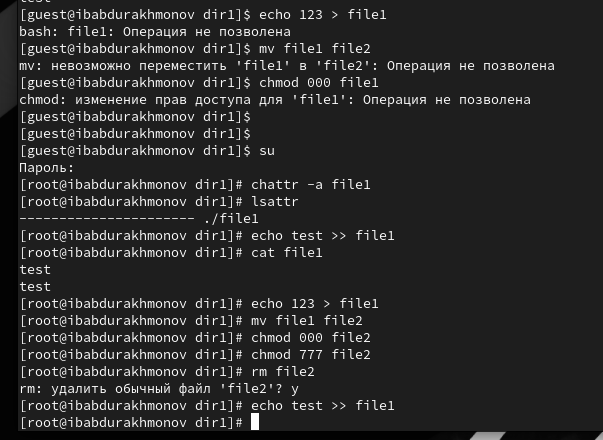 test
[guest@ibabdurakhmonov dir1]$ echo 123 > file1
bash: file1: Операция не позволена
[guest@ibabdurakhmonov dir1]$ mv file1 file2
mv: невозможно переместить 'file1' в 'file2': Операция не позволена
[guest@ibabdurakhmonov dir1]$ chmod 000 file1
chmod: изменение прав доступа для 'file1': Операция не позволена
[guest@ibabdurakhmonov dir1]$
[guest@ibabdurakhmonov dir1]$
[guest@ibabdurakhmonov dir1]$ su
Пароль:
[root@ibabdurakhmonov dir1]# chattr -a file1
[root@ibabdurakhmonov dir1]# lsattr
---------------------- ./file1
[root@ibabdurakhmonov dir1]# echo test >> file1
[root@ibabdurakhmonov dir1]# cat file1
test
test
[root@ibabdurakhmonov dir1]# echo 123 > file1
[root@ibabdurakhmonov dir1]# mv file1 file2
[root@ibabdurakhmonov dir1]# chmod 000 file2
[root@ibabdurakhmonov dir1]# chmod 777 file2
[root@ibabdurakhmonov dir1]# rm file2
rm: удалить обычный файл 'file2'? y
[root@ibabdurakhmonov dir1]# echo test >> file1
[root@ibabdurakhmonov dir1]#